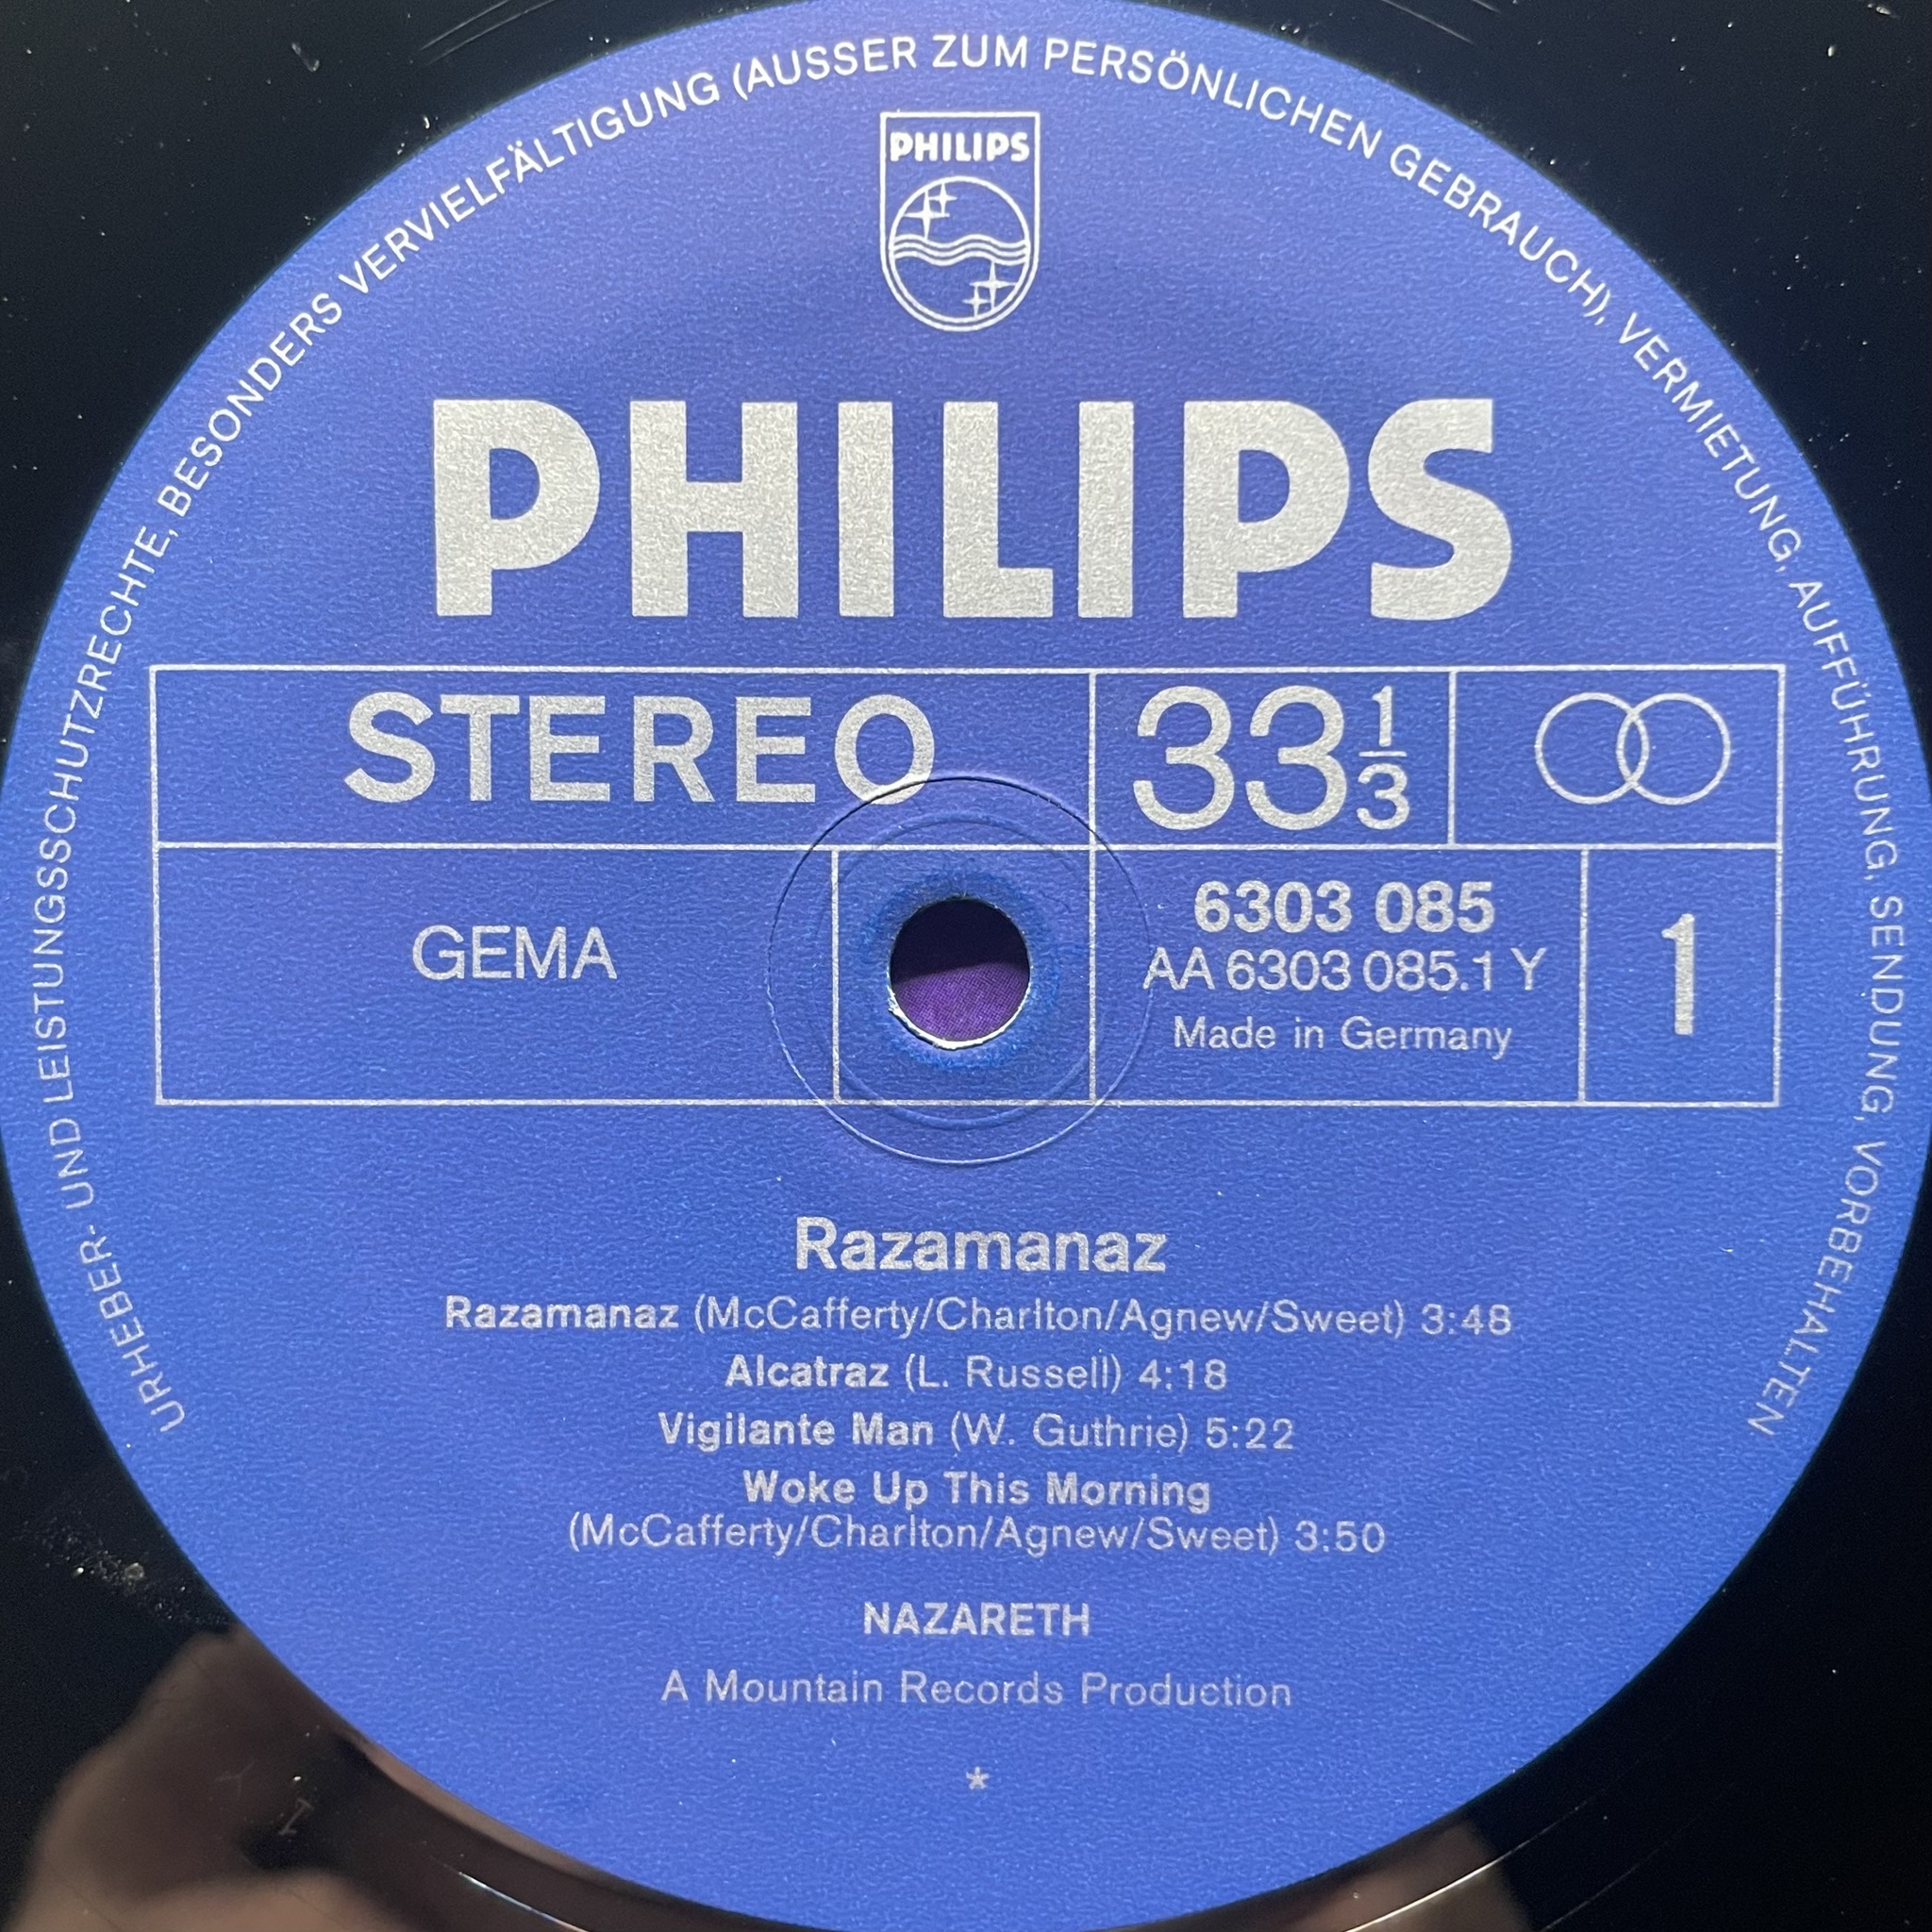 URHEBER- UND LEISTUNGSSCHUTZRECHTE, BESONDERS VERVIELFÄLTIGUNG (AUSSER ZUM PERSÖNLICHEN GEBRAUCH), VERMIETUNG, AUFFÜHRUNG, SENDUNG, VORBEHALTEN
PHILIPS
PHILIPS
STEREO 33 1/3
GEMA
6303 085
AA 6303 085.1 Y
Made in Germany
1
Razamanaz
Razamanaz (McCafferty/Charlton/Agnew/Sweet) 3:48
Alcatraz (L. Russell) 4:18
Vigilante Man (W. Guthrie) 5:22
Woke Up This Morning
(McCafferty/Charlton/Agnew/Sweet) 3:50
NAZARETH
A Mountain Records Production
*